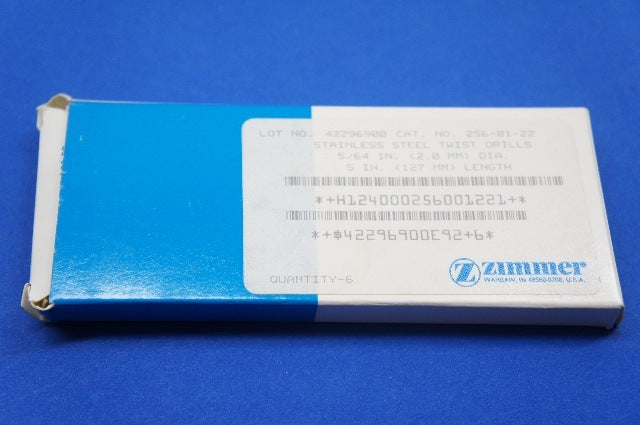 LOT NO. 42296900 CAT. NO. 256-01-22
STAINLESS STEEL TWIST DRILLS
5/64 IN. (2.0 MM) DIA.
5 IN. (127 MM) LENGTH
*+H124000256001221+*
*+$42296900E92+6*
QUANTITY-6
Z zimmer
WARSAW, IN 46580-0708, U.S.A.